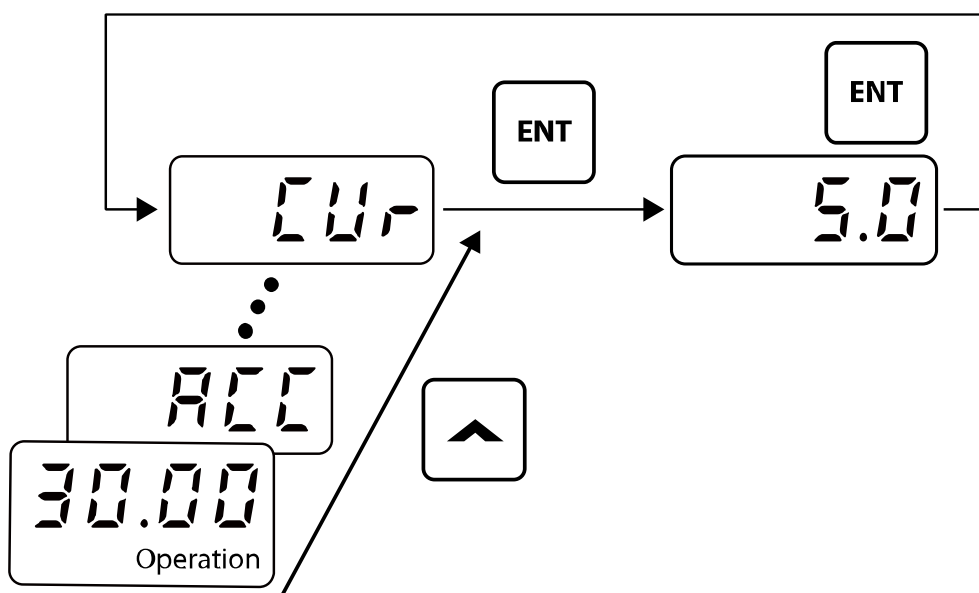 ENT
ENT
CUr
5.0
ACC
30.00
Operation